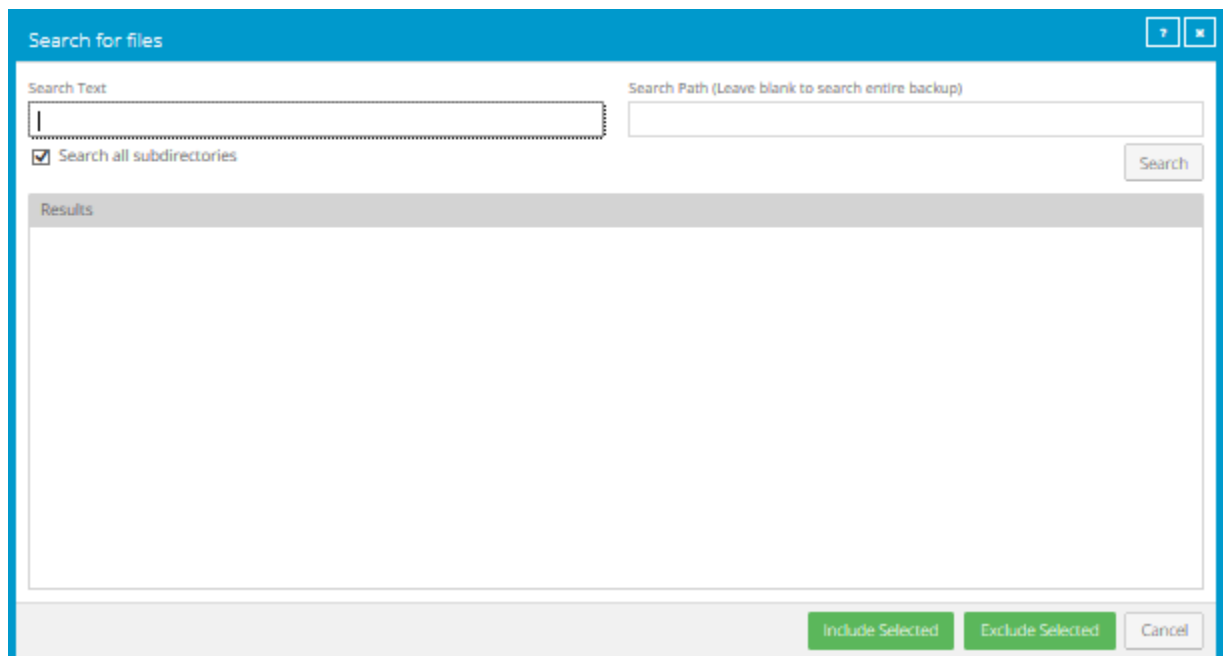 Search for files
?
Search Text
Search Path (Leave blank to search entire backup)
Search all subdirectories
Search
Results
Include Selected
Exclude Selected
Cancel